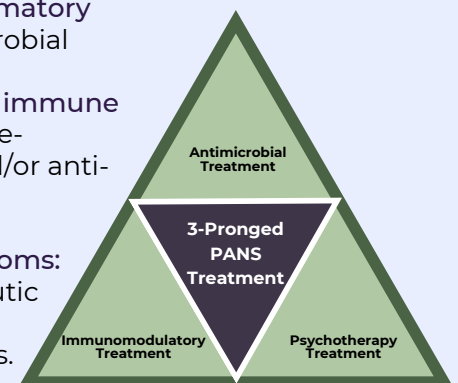 matory
robial
immune
e-
d/or anti-
oms:
utic
s.
Antimicrobial
Treatment
3-Pronged
PANS
Treatment
Immunomodulatory
Treatment
Psychotherapy
Treatment